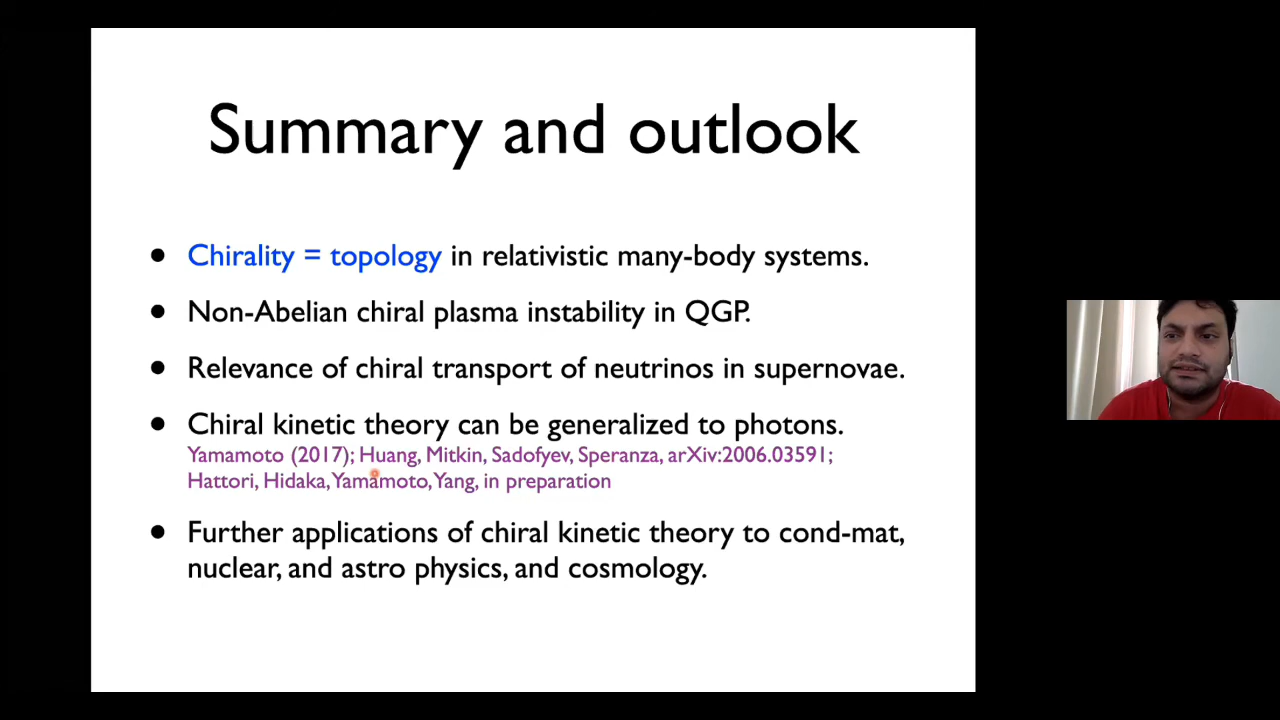 Summary and outlook
• Chirality = topology in relativistic many-body systems.
• Non-Abelian chiral plasma instability in QGP.
• Relevance of chiral transport of neutrinos in supernovae.
• Chiral kinetic theory can be generalized to photons.
Yamamoto (2017); Huang, Mitkin, Sadofyev, Speranza, arXiv:2006.03591;
Hattori, Hidaka, Yamamoto, Yang, in preparation
• Further applications of chiral kinetic theory to cond-mat,
nuclear, and astro physics, and cosmology.